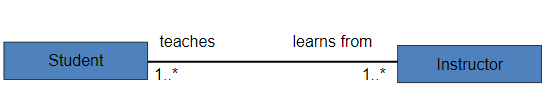 teaches learns from
Student Instructor
1..* 1..*